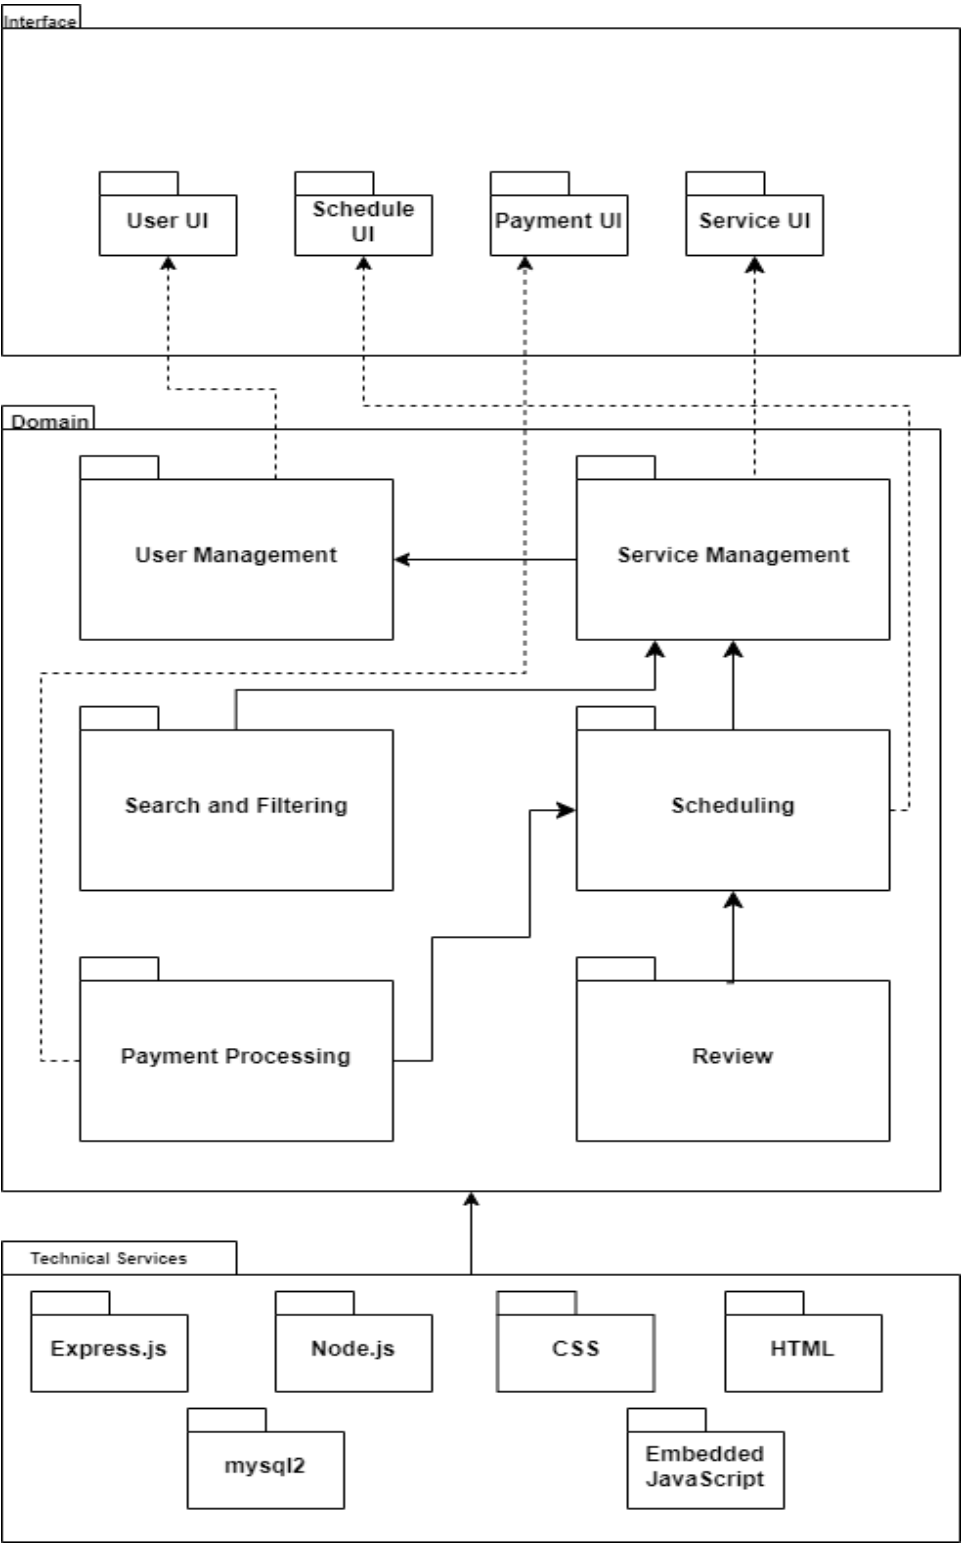 Interface
User UI
Schedule
UI
Payment UI
Service UI
Domain
User Management
Service Management
Search and Filtering
Scheduling
Payment Processing
Review
Technical Services
Express.js
Node.js
CSS
HTML
mysql2
Embedded
JavaScript